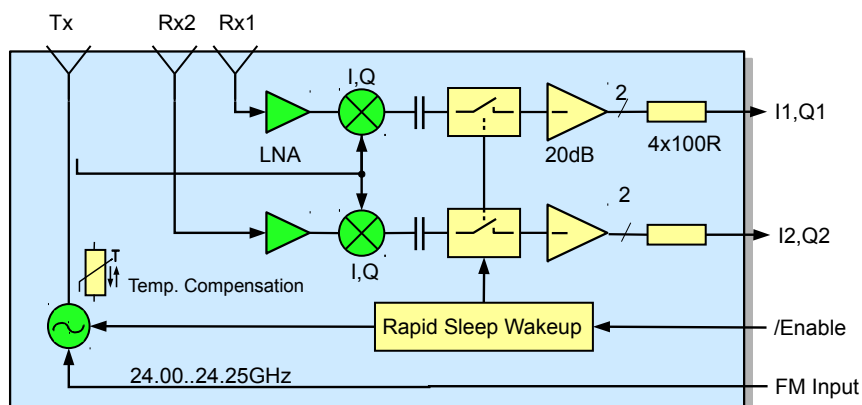 Tx
Rx2
Rx1
I,Q
2
I1,Q1
LNA
20dB
4x100R
2
I2,Q2
I,Q
T
Temp. Compensation
Rapid Sleep Wakeup
/Enable
24.00..24.25GHz
FM Input